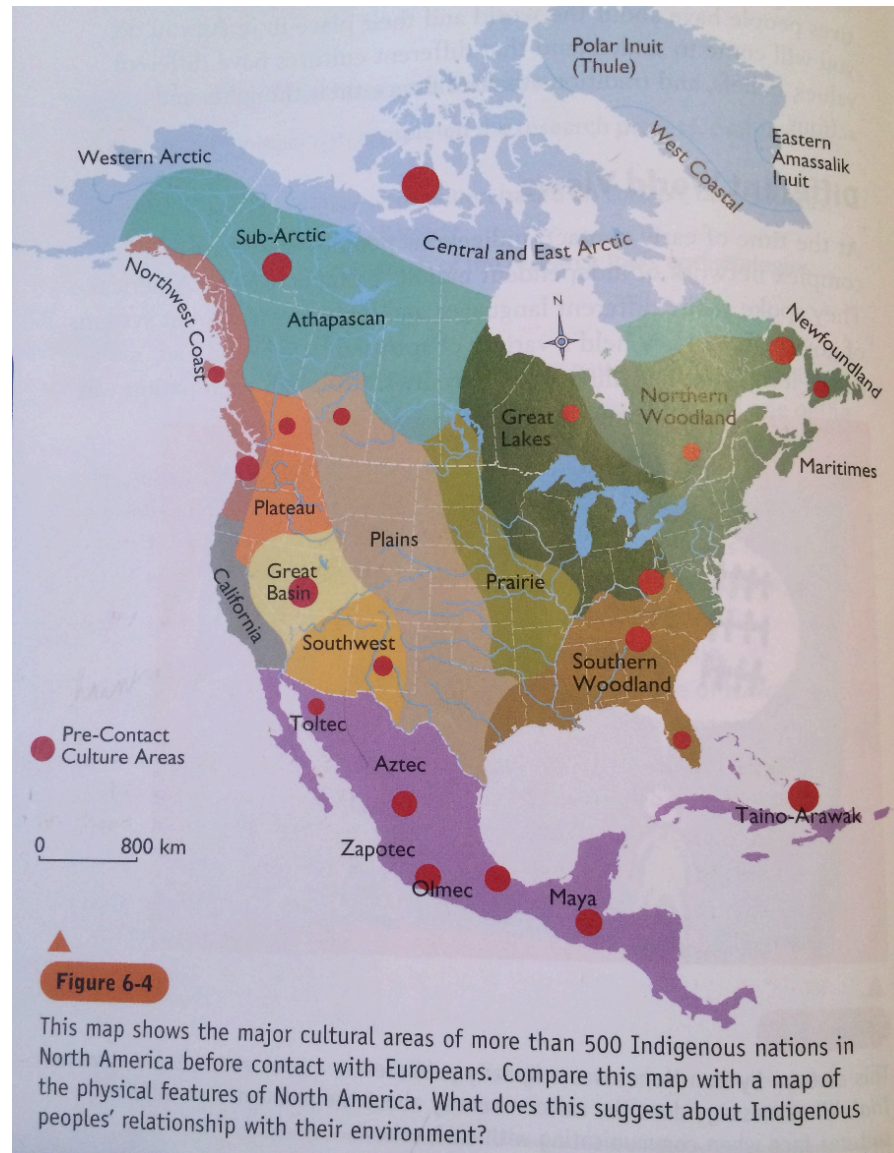 Polar Inuit
(Thule)
Western Arctic
West Coastal
Eastern
Amassalik
Inuit
Sub-Arctic
Central and East Arctic
Northwest Coast
Athapascan
N
Newfoundland
Great
Lakes
Northern
Woodland
Maritimes
Plateau
Plains
Great
Basin
Prairie
California
Southwest
Southern
Woodland
Toltec
Pre-Contact
Culture Areas
Aztec
Taino-Arawak
0 800 km
Zapotec
Olmec
Maya
Figure 6-4
This map shows the major cultural areas of more than 500 Indigenous nations in
North America before contact with Europeans. Compare this map with a map of
the physical features of North America. What does this suggest about Indigenous
peoples' relationship with their environment?